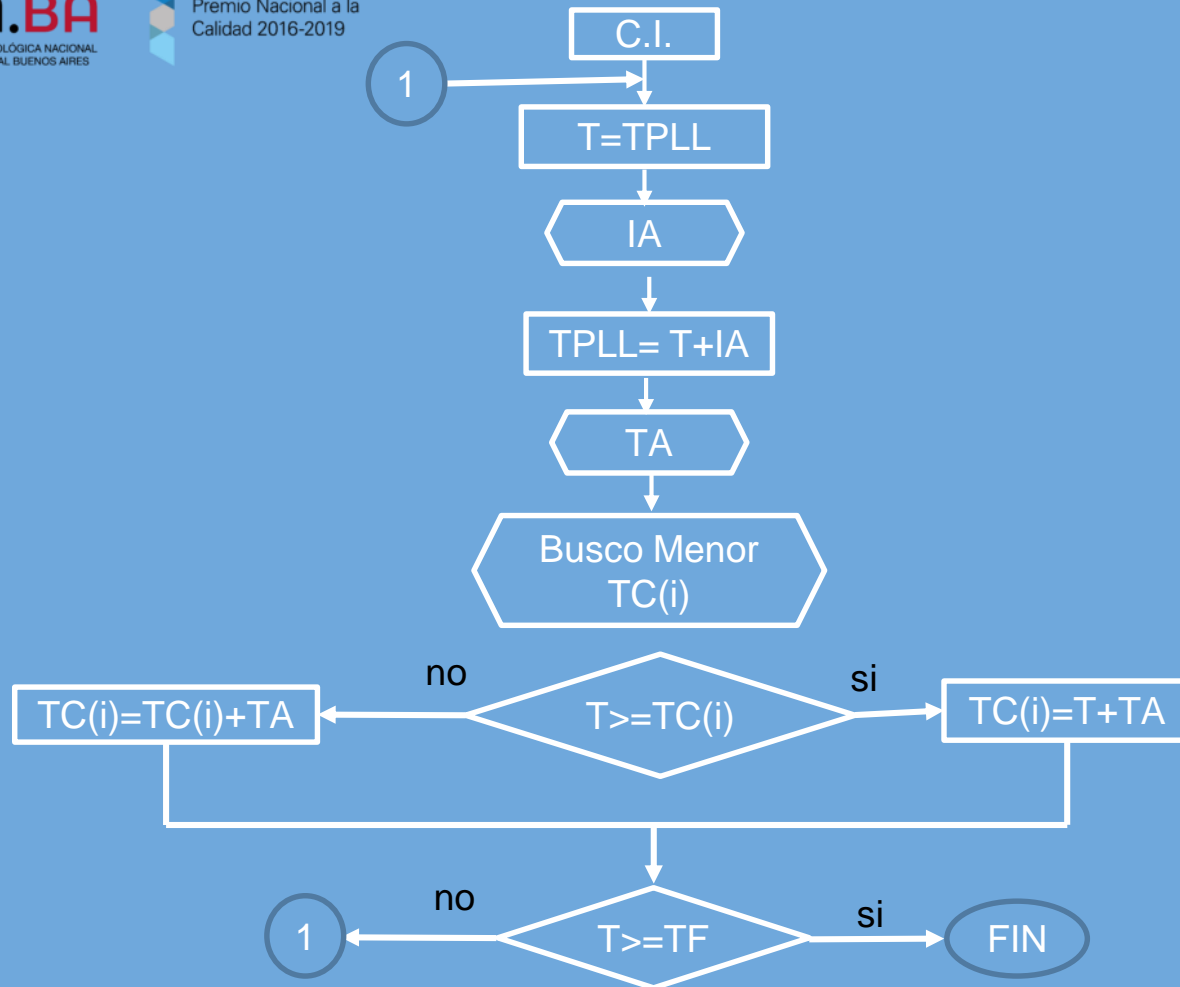 .BA
Premio Nacional a la
Calidad 2016-2019
OLÓGICA NACIONAL
AL BUENOS AIRES
C.I.
1
T=TPLL
IA
TPLL= T+IA
TA
Busco Menor
TC(i)
no
si
TC(i)=TC(i)+TA
T>=TC(i)
TC(i)=T+TA
no
si
1
T>=TF
FIN